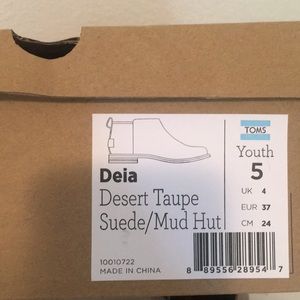 TOMS
Youth
5
UK 4
EUR 37
CM 24
Deia
Desert Taupe
Suede/Mud Hut
10010722
MADE IN CHINA
8 89556 28954 7